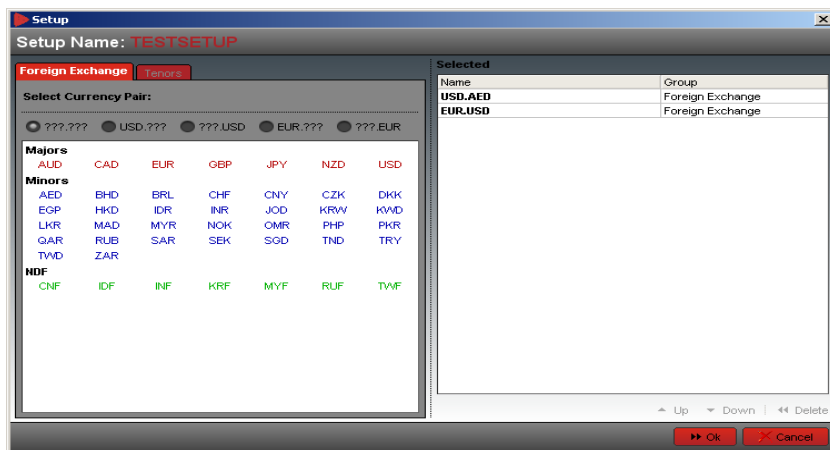 Setup
Setup Name: TESTSETUP
Foreign Exchange Tenors
Select Currency Pair:
???.??? USD.??? ???.USD EUR.??? ???.EUR
Majors
AUD CAD EUR GBP JPY NZD USD
Minors
AED BHD BRL CHF CNY CZK DKK
EGP HKD IDR INR JOD KRW KWD
LKR MAD MYR NOK OMR PHP PKR
QAR RUB SAR SEK SGD TND TRY
TWD ZAR
NDF
CNF IDF INF KRF MYF RUF TWF
Selected
Name Group
USD.AED Foreign Exchange
EUR.USD Foreign Exchange
Up Down Delete
Ok Cancel